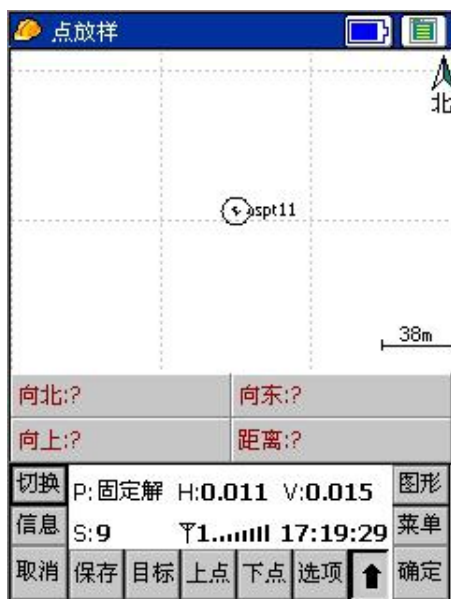 点放样
北
pspt11
38m
向北:? 向东:?
向上:? 距离:?
切换 P:固定解 H:0.011 V:0.015 图形
信息 S:9 1 17:19:29 菜单
取消 保存 目标 上点 下点 选项 确定